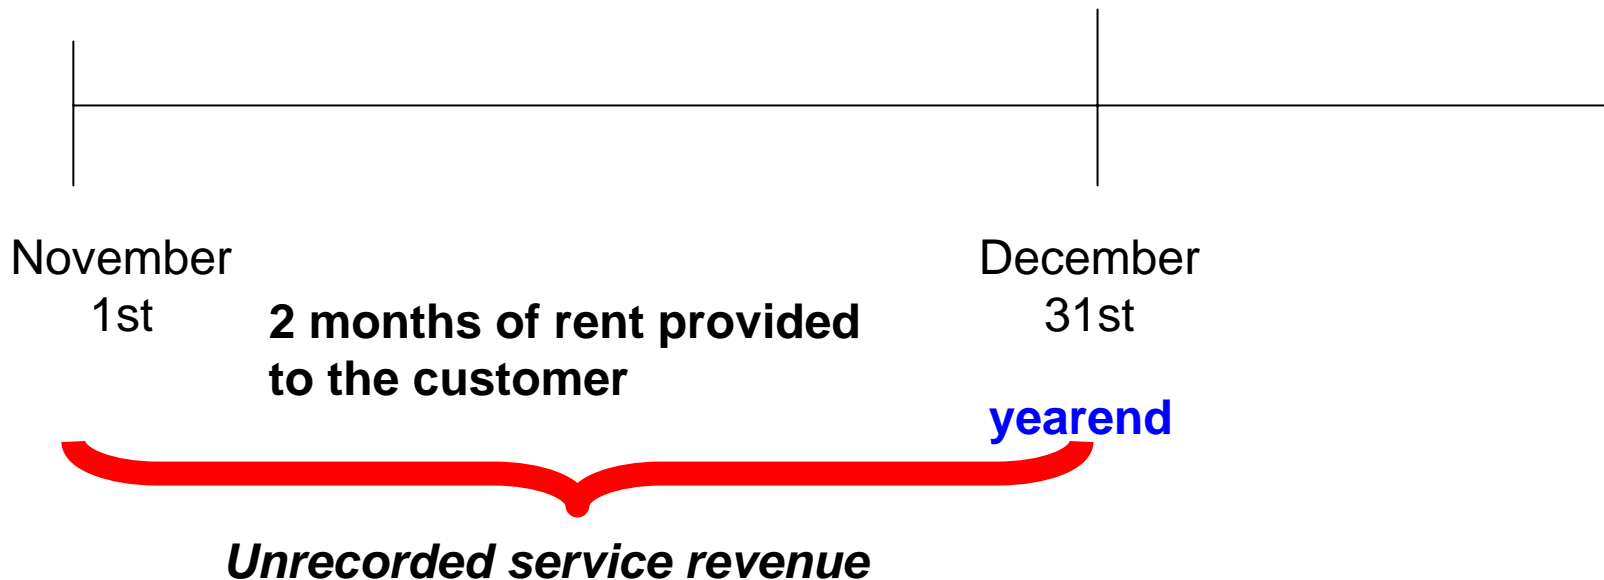 November
1st
December
31st
2 months of rent provided
to the customer
yearend
Unrecorded service revenue